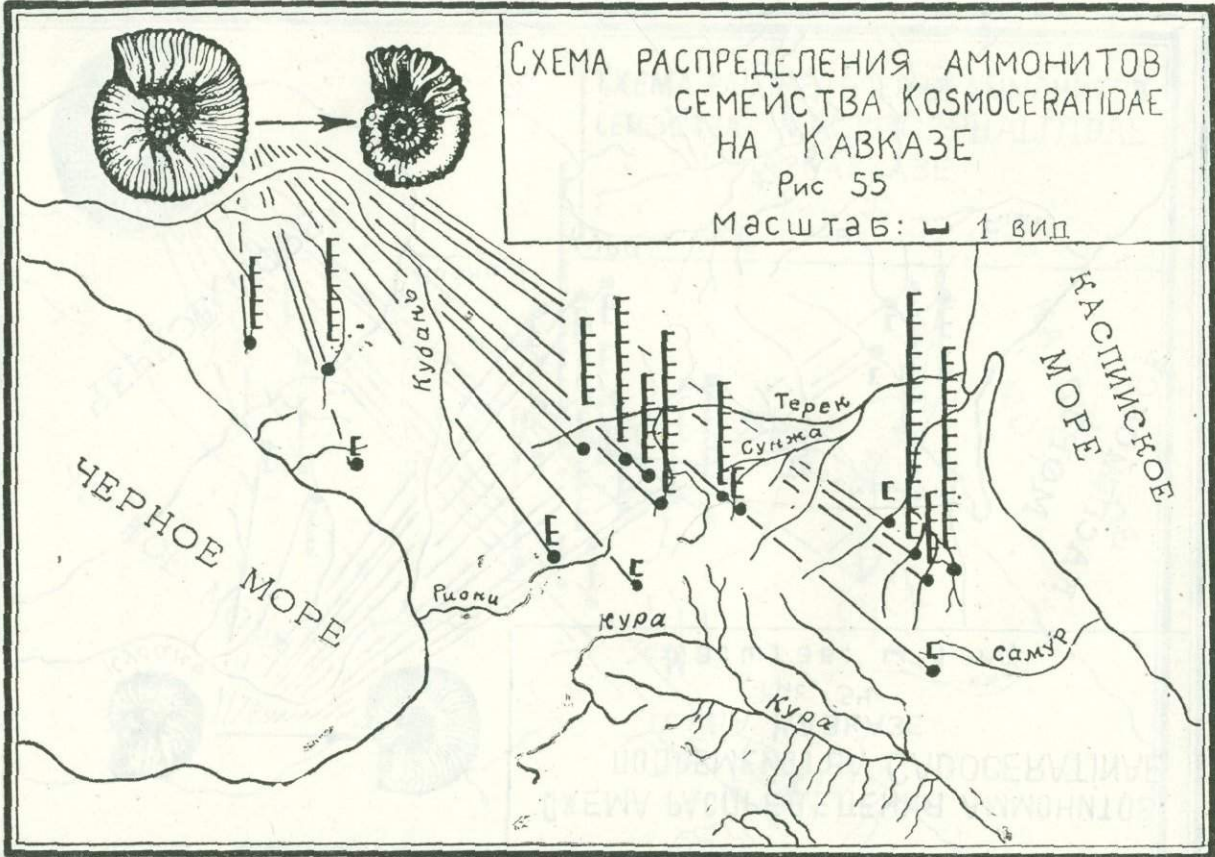 СХЕМА РАСПРЕДЕЛЕНИЯ АММОНИТОВ
СЕМЕЙСТВА KOSMOCERATIDAE
НА КАВКАЗЕ
Рис 55
Масштаб: 1 вид
КАСПИЙСКОЕ
МОРЕ
Кубань
Терек
Сунжа
ЧЕРНОЕ МОРЕ
Риони
Кура
Самур
Кура